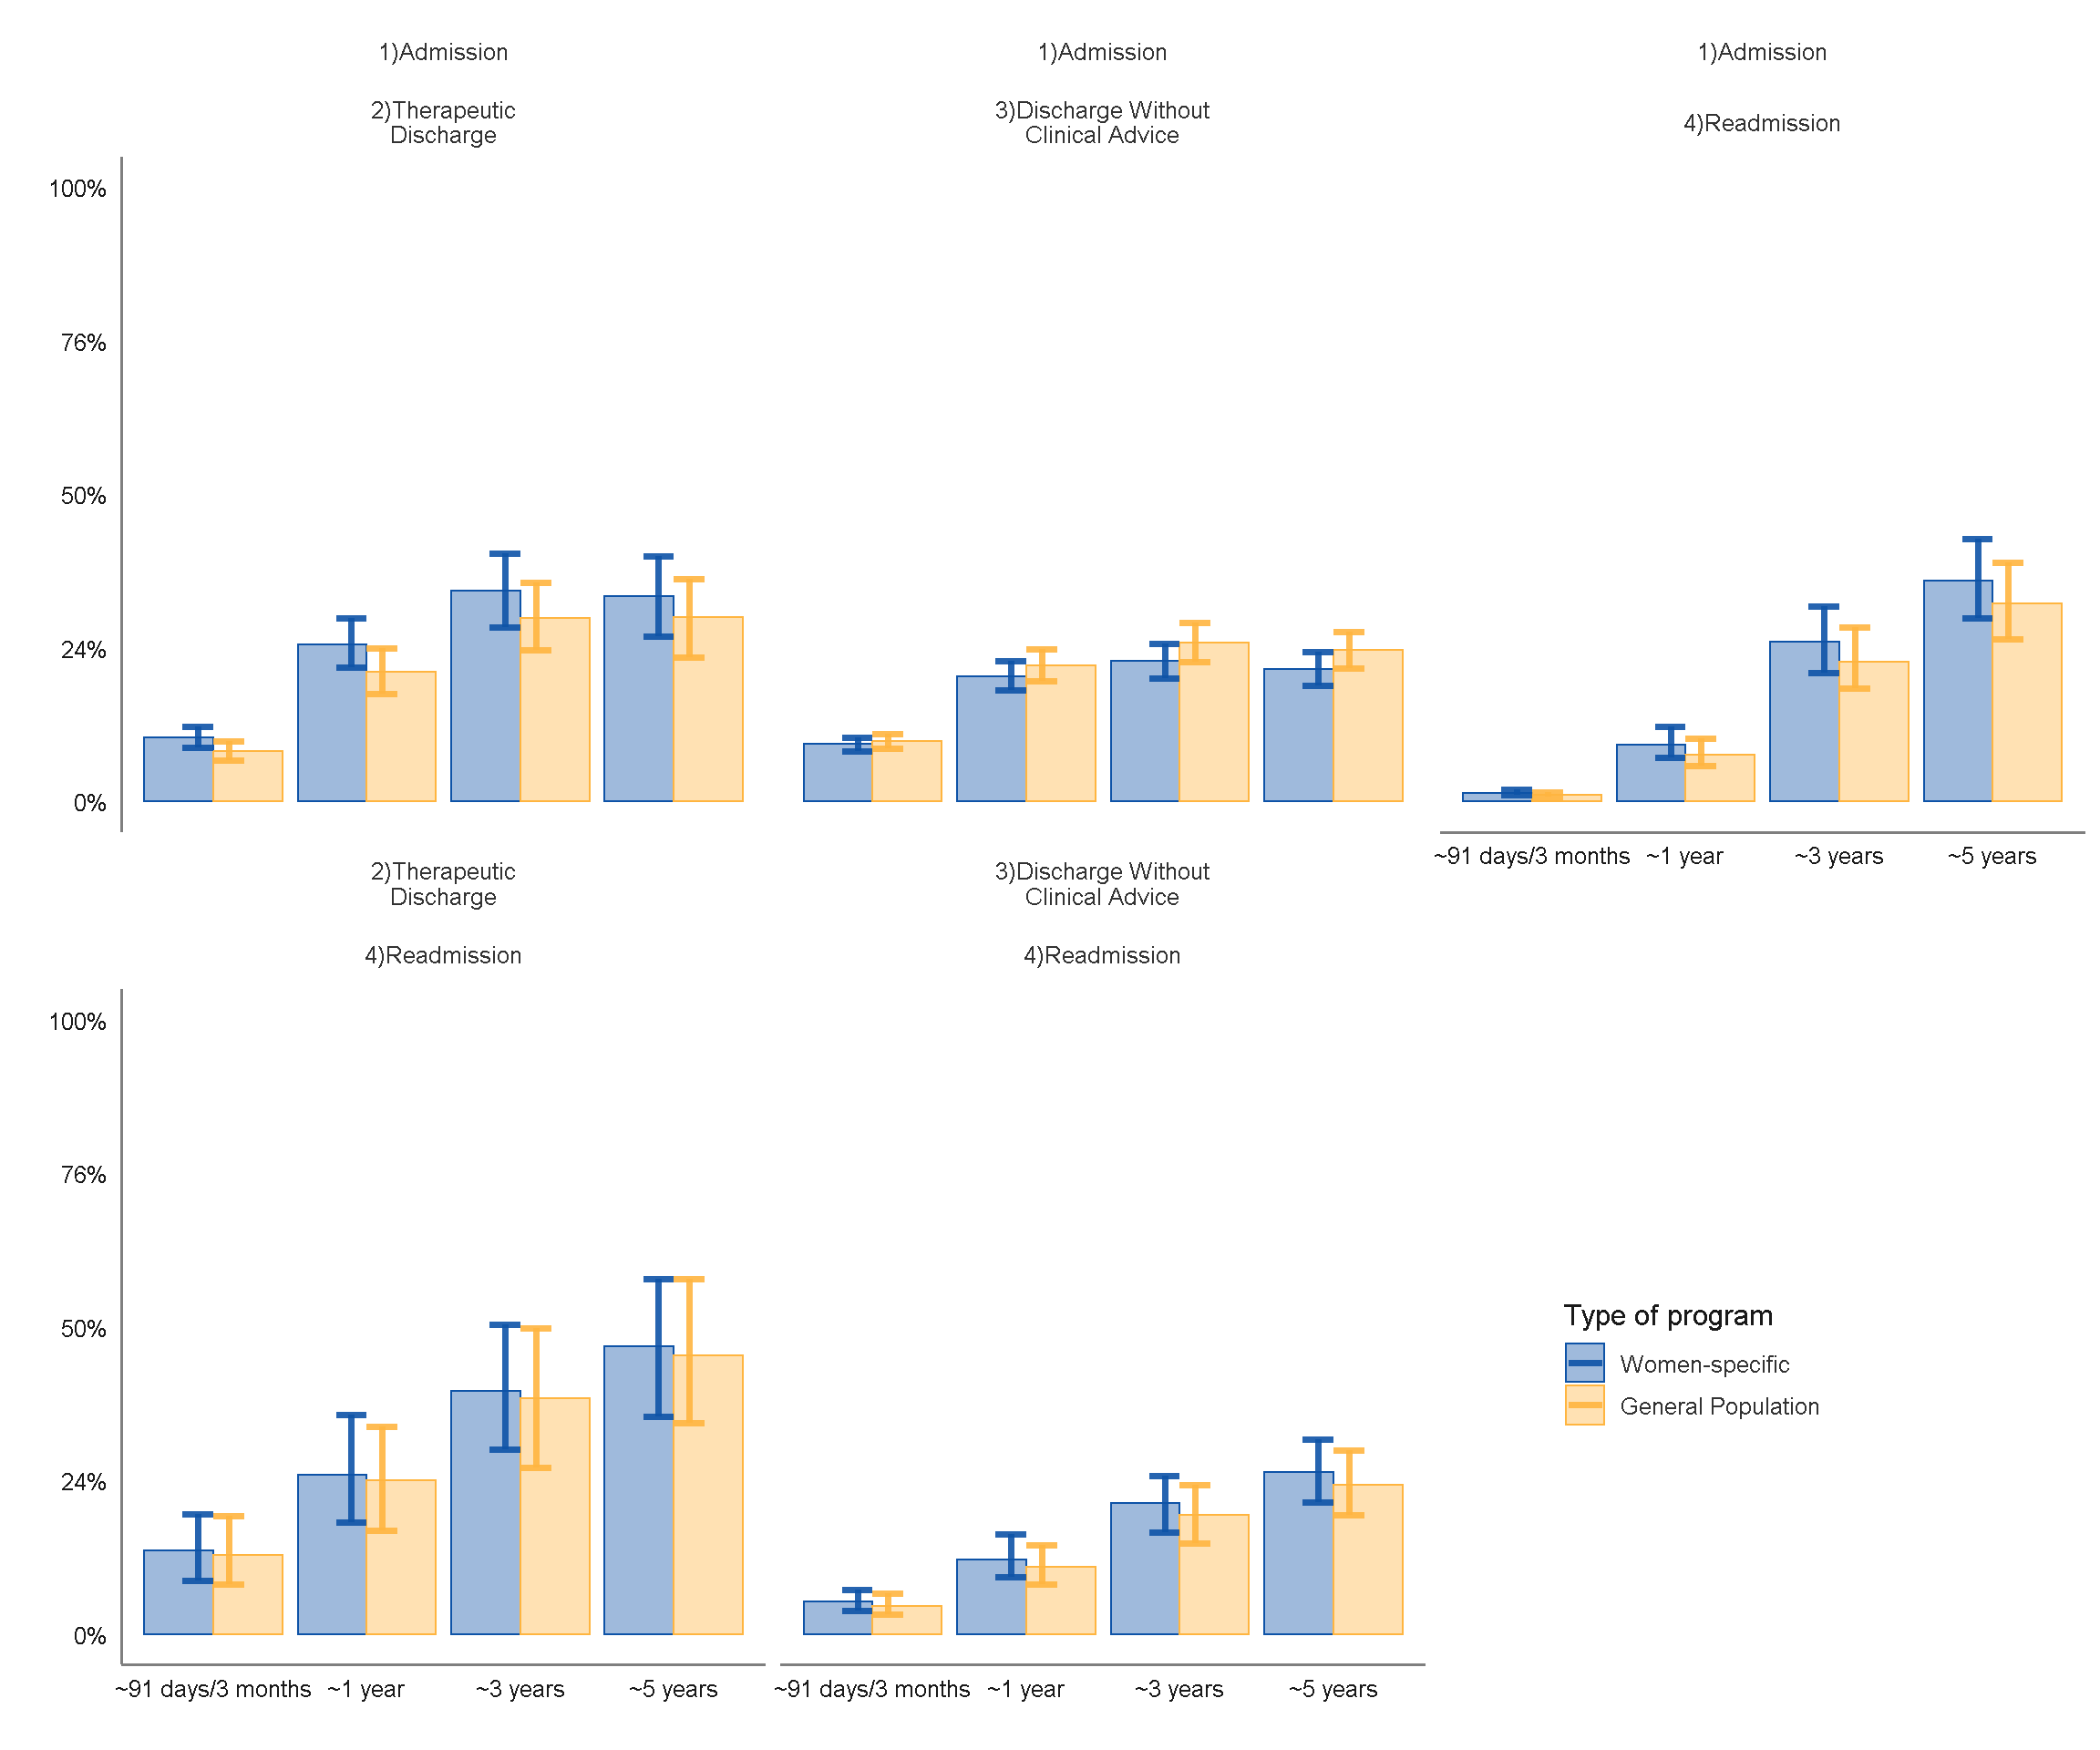 1)Admission
1)Admission
1)Admission
2)Therapeutic
Discharge
3)Discharge Without
Clinical Advice
4)Readmission
100%
76%
50%
24%
0%
~91 days/3 months
~1 year
~3 years
~5 years
2)Therapeutic
Discharge
3)Discharge Without
Clinical Advice
4)Readmission
4)Readmission
100%
76%
50%
24%
0%
~91 days/3 months
~1 year
~3 years
~5 years
~91 days/3 months
~1 year
~3 years
~5 years
Type of program
Women-specific
General Population